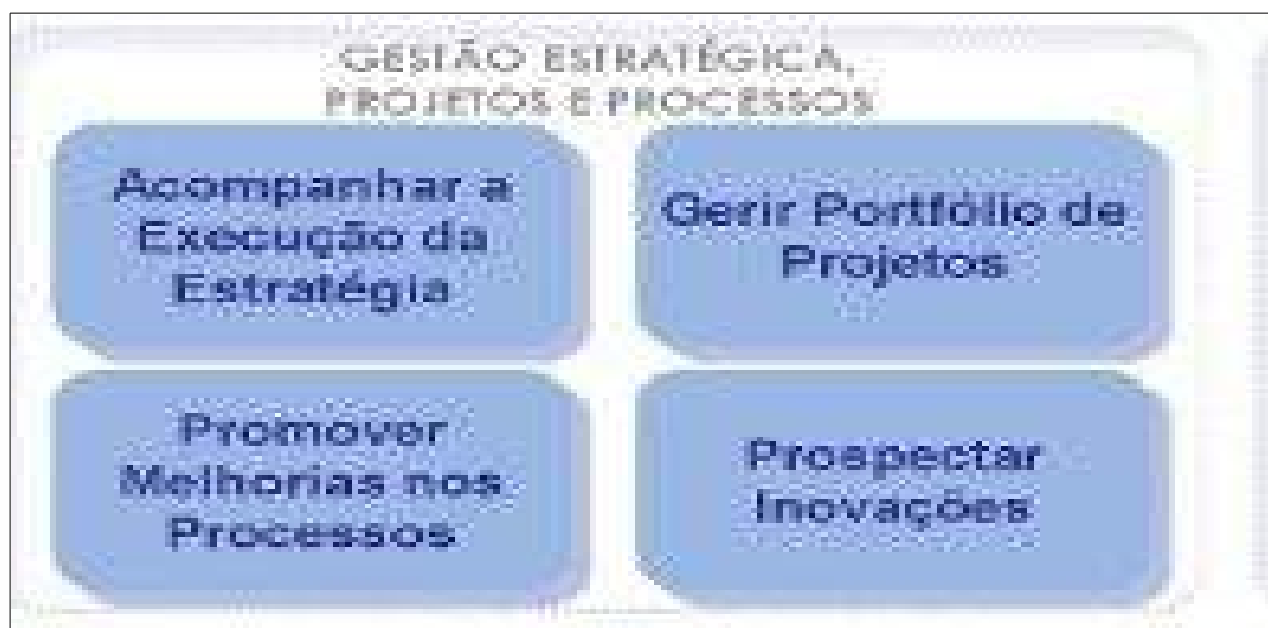 GESTÃO ESTRATÉGICA,
PROJETOS E PROCESSOS
Acompanhar a
Execução da
Estratégia
Gerir Portfólio de
Projetos
Promover
Melhorias nos
Processos
Prospectar
Inovações